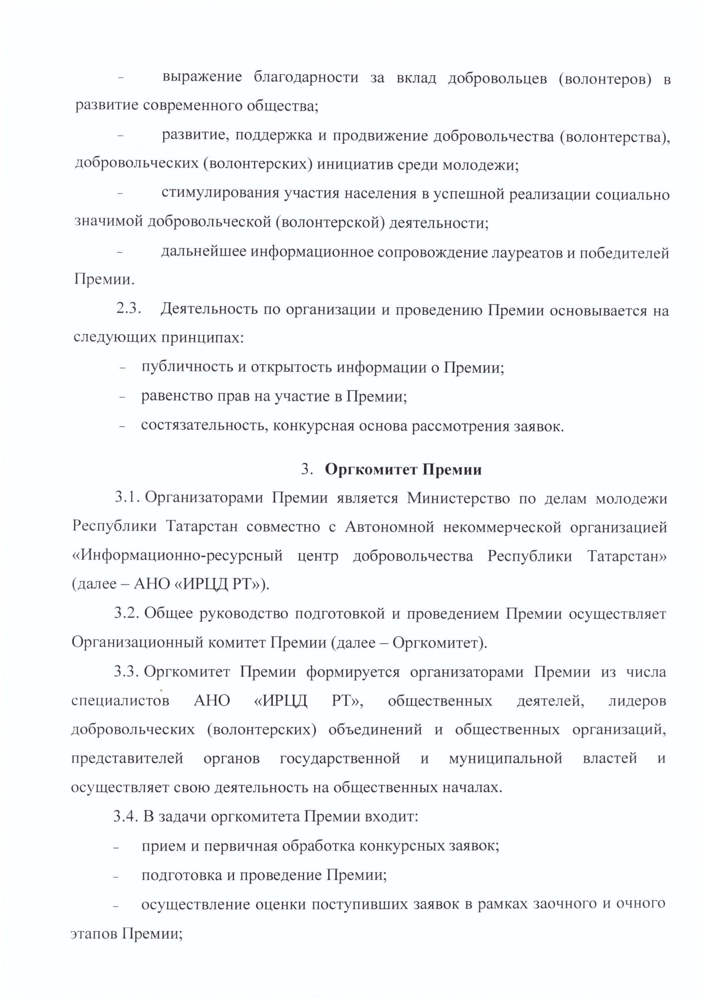 - выражение благодарности за вклад добровольцев (волонтеров) в
развитие современного общества;
- развитие, поддержка и продвижение добровольчества (волонтерства),
добровольческих (волонтерских) инициатив среди молодежи;
- стимулирования участия населения в успешной реализации социально
значимой добровольческой (волонтерской) деятельности;
- дальнейшее информационное сопровождение лауреатов и победителей
Премии.
2.3. Деятельность по организации и проведению Премии основывается на
следующих принципах:
- публичность и открытость информации о Премии;
- равенство прав на участие в Премии;
- состязательность, конкурсная основа рассмотрения заявок.
3. Оргкомитет Премии
3.1. Организаторами Премии является Министерство по делам молодежи
Республики Татарстан совместно с Автономной некоммерческой организацией
«Информационно-ресурсный центр добровольчества Республики Татарстан»
(далее – АНО «ИРЦД РТ»).
3.2. Общее руководство подготовкой и проведением Премии осуществляет
Организационный комитет Премии (далее – Оргкомитет).
3.3. Оргкомитет Премии формируется организаторами Премии из числа
специалистов АНО «ИРЦД РТ», общественных деятелей, лидеров
добровольческих (волонтерских) объединений и общественных организаций,
представителей органов государственной и муниципальной властей и
осуществляет свою деятельность на общественных началах.
3.4. В задачи оргкомитета Премии входит:
- прием и первичная обработка конкурсных заявок;
- подготовка и проведение Премии;
- осуществление оценки поступивших заявок в рамках заочного и очного
этапов Премии;